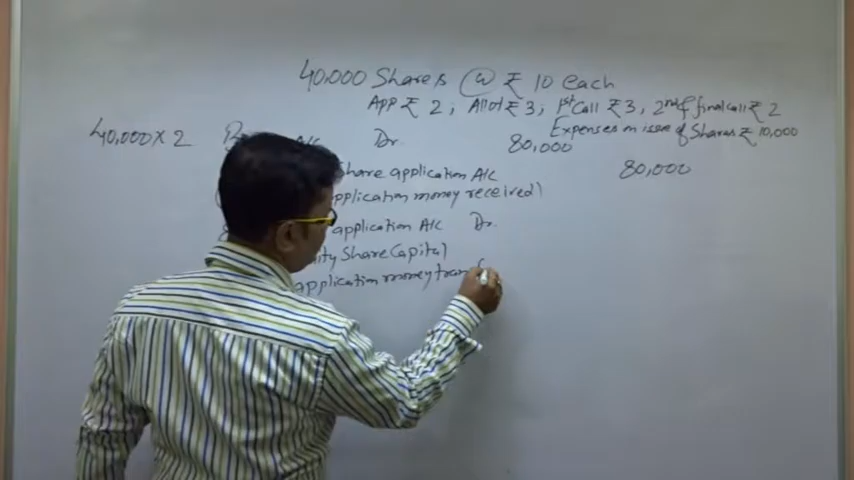 40,000 Shares @ ₹ 10 each
App ₹ 2, Allot ₹ 3, 1st Call ₹ 3, 2nd & final call ₹ 2
Expenses on issue of Shares ₹ 10,000
40,000 x 2 A/C Dr. 80,000
Share application A/C 80,000
application money received)
application A/C Dr.
Share Capital
application money